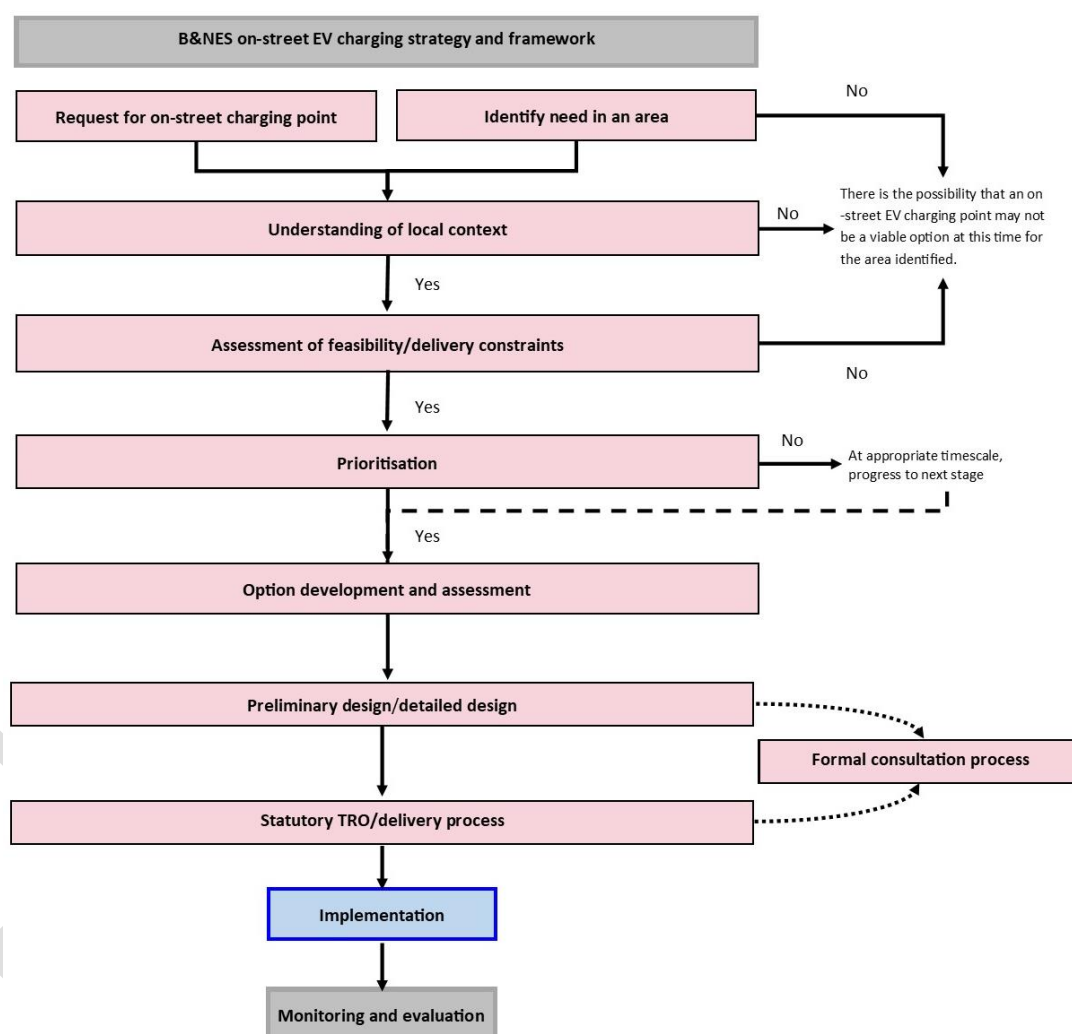 B&NES on-street EV charging strategy and framework
No
Request for on-street charging point
Identify need in an area
There is the possibility that an on
-street EV charging point may not
be a viable option at this time for
the area identified.
No
Understanding of local context
Yes
Assessment of feasibility/delivery constraints
No
Yes
No
Prioritisation
At appropriate timescale,
progress to next stage
Yes
Option development and assessment
Preliminary design/detailed design
Formal consultation process
Statutory TRO/delivery process
Implementation
Monitoring and evaluation